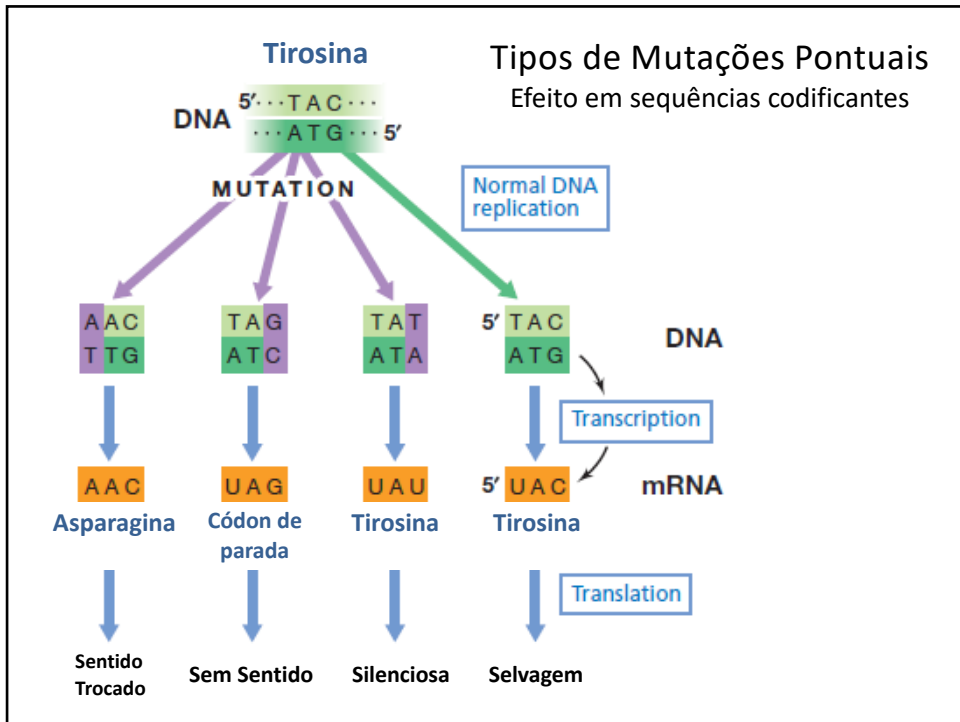 Tirosina
Tipos de Mutações Pontuais
Efeito em sequências codificantes
DNA
5′···TAC···
···ATG···5′
MUTATION
Normal DNA
replication
AAC
TTG
TAG
ATC
TAT
ATA
5′ TAC
ATG
DNA
Transcription
AAC
UAG
UAU
5′ UAC
mRNA
Asparagina
Códon de
parada
Tirosina
Tirosina
Translation
Sentido
Trocado
Sem Sentido
Silenciosa
Selvagem